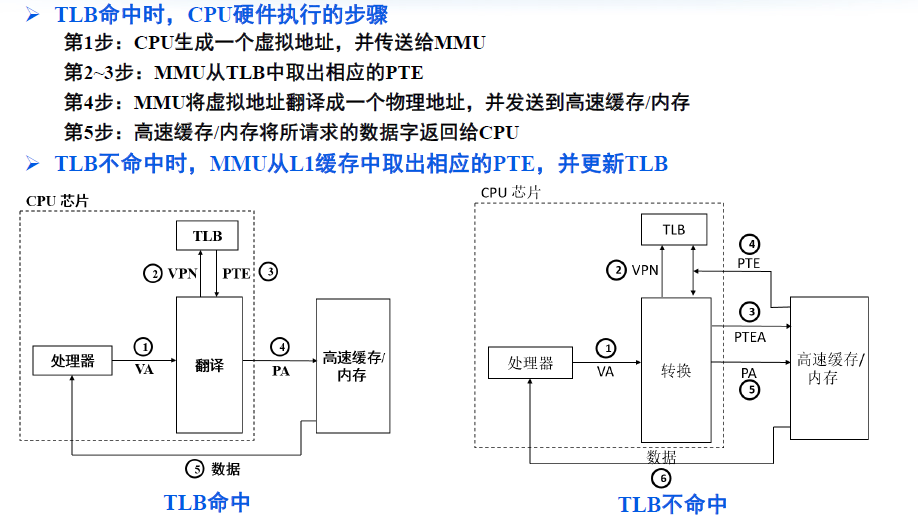 ➢ TLB命中时，CPU硬件执行的步骤
第1步：CPU生成一个虚拟地址，并传送给MMU
第2~3步：MMU从TLB中取出相应的PTE
第4步：MMU将虚拟地址翻译成一个物理地址，并发送到高速缓存/内存
第5步：高速缓存/内存将所请求的数据字返回给CPU
➢ TLB不命中时，MMU从L1缓存中取出相应的PTE，并更新TLB
CPU 芯片
TLB
② VPN
PTE ③
处理器
①
VA
翻译
④
PA
高速缓存/
内存
⑤ 数据
TLB命中
CPU 芯片
TLB
② VPN
④
PTE
③
PTEA
处理器
①
VA
转换
PA
⑤
高速缓存/
内存
数据
⑥
TLB不命中